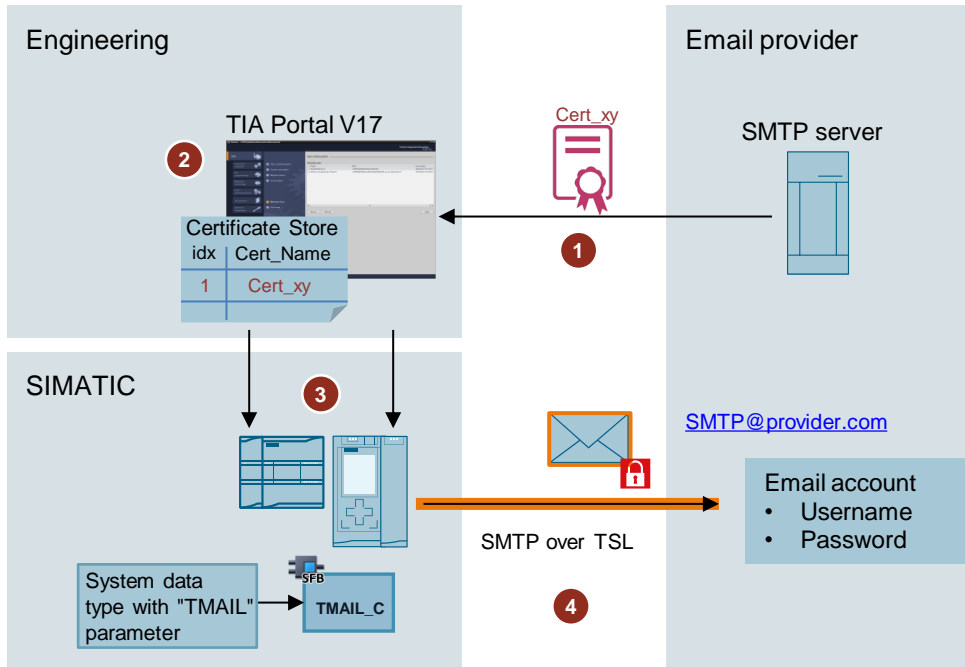 Engineering
Email provider
TIA Portal V17
Cert_xy
SMTP server
2
Certificate Store
idx Cert_Name
1 Cert_xy
1
SIMATIC
3
SMTP@provider.com
Email account
• Username
• Password
SMTP over TSL
System data
type with "TMAIL"
parameter
SFB
TMAIL_C
4